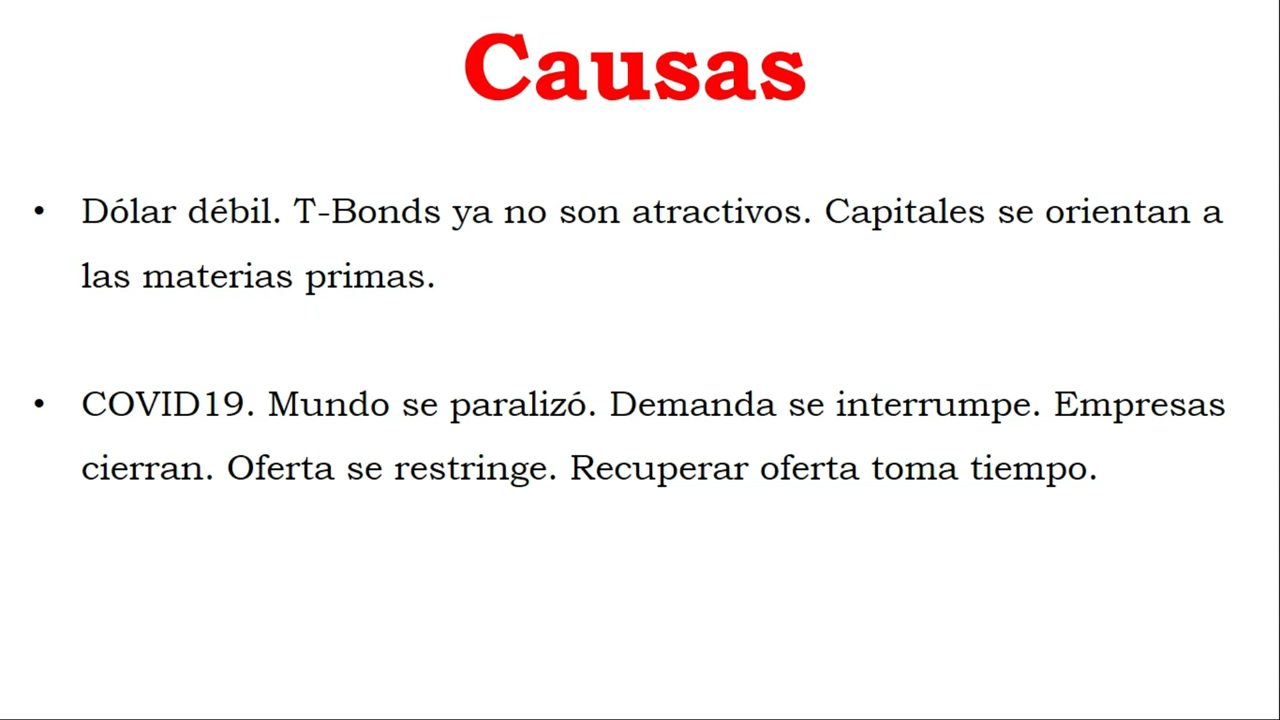 Causas
• Dólar débil. T-Bonds ya no son atractivos. Capitales se orientan a
las materias primas.
• COVID19. Mundo se paralizó. Demanda se interrumpe. Empresas
cierran. Oferta se restringe. Recuperar oferta toma tiempo.